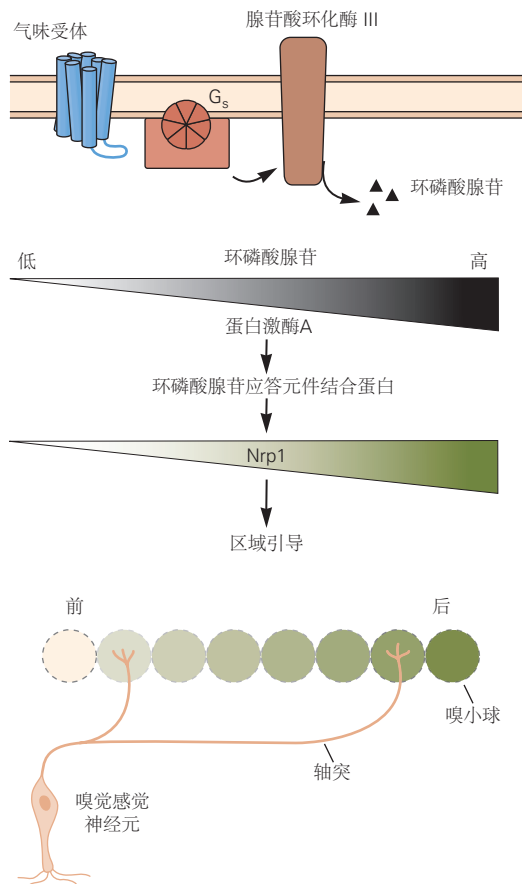 腺苷酸环化酶 III
气味受体
Gs
环磷酸腺苷
低
环磷酸腺苷
高
蛋白激酶A
环磷酸腺苷应答元件结合蛋白
Nrp1
区域引导
前
后
嗅小球
轴突
嗅觉感觉
神经元